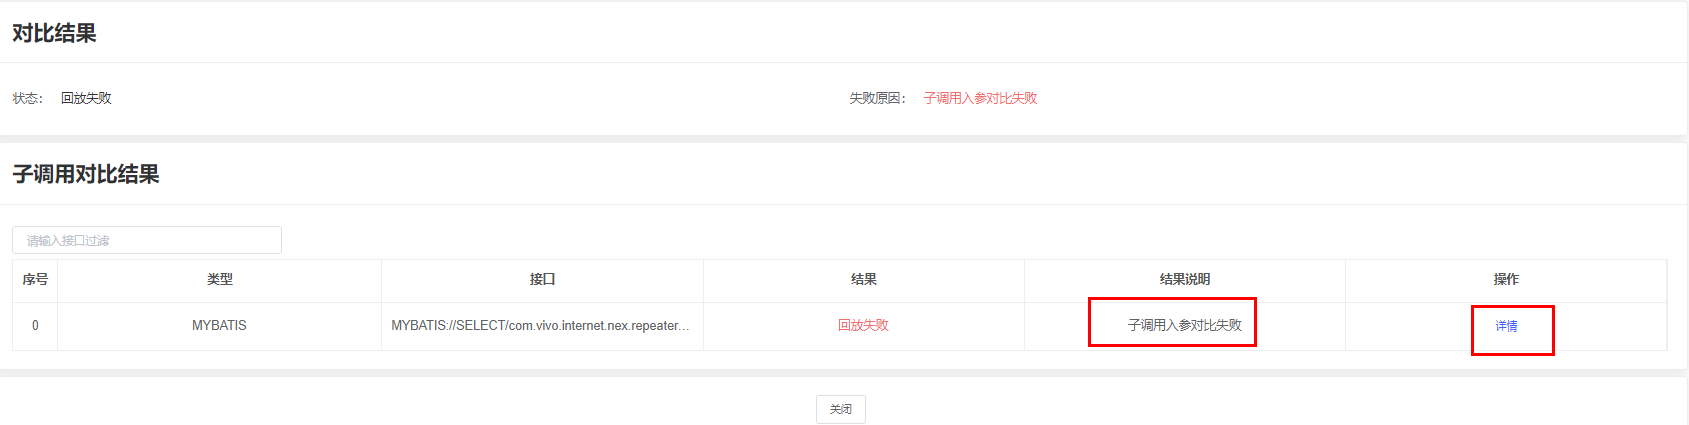 对比结果
状态： 回放失败 失败原因： 子调用入参对比失败
子调用对比结果
请输入接口过滤
序号 类型 接口 结果 结果说明 操作
0 MYBATIS MYBATIS://SELECT/com.vivo.internet.nex.repeater... 回放失败 子调用入参对比失败 详情
关闭